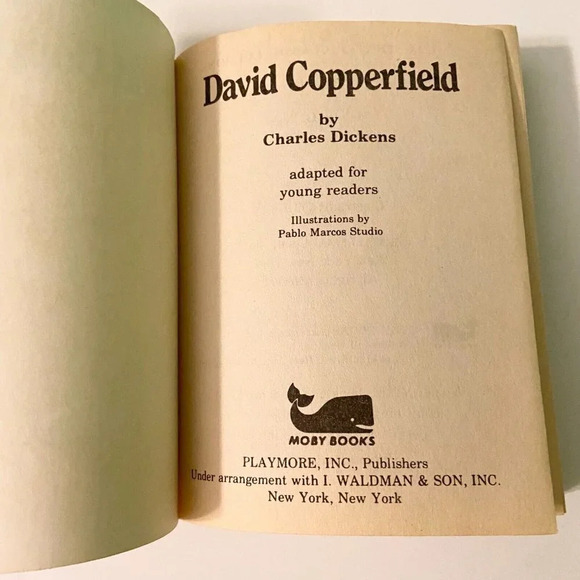 David Copperfield
by
Charles Dickens
adapted for
young readers
Illustrations by
Pablo Marcos Studio
MOBY BOOKS
PLAYMORE, INC., Publishers
Under arrangement with I. WALDMAN & SON, INC.
New York, New York